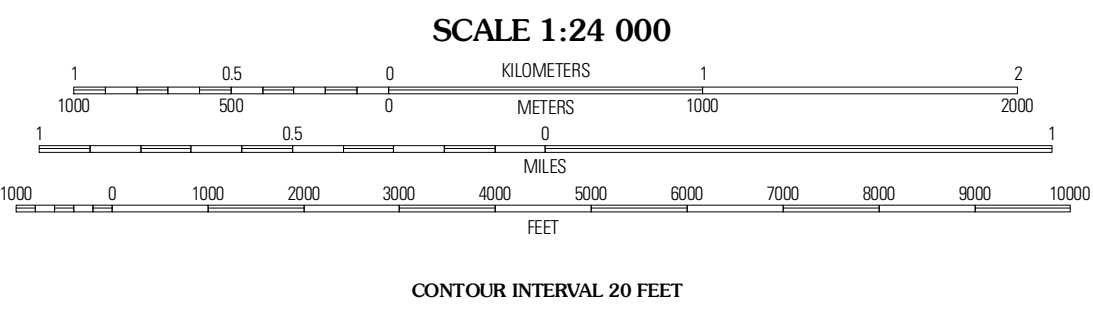 SCALE 1:24 000
1 0.5 0 KILOMETERS 1 2
1000 500 0 METERS 1000 2000
1 0.5 0 1
MILES
1000 0 1000 2000 3000 4000 5000 6000 7000 8000 9000 10000
FEET
CONTOUR INTERVAL 20 FEET